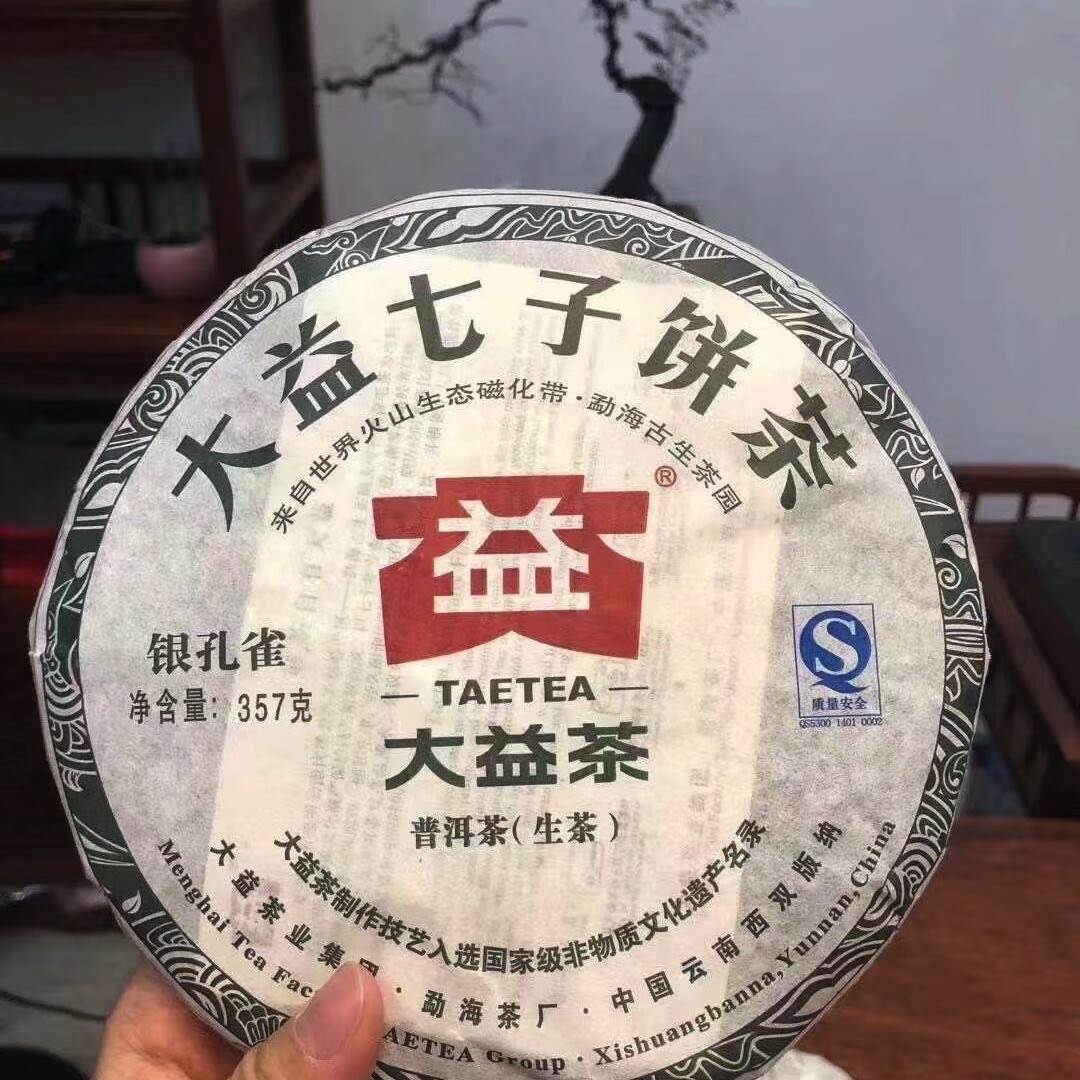 大益七子饼茶
来自世界火山生态磁化带·勐海古生茶园
益
®
TAETEA
大益茶
普洱茶(生茶)
银孔雀
净含量: 357克
S
质量安全
QS5300 1401 0002
大益茶制作技艺入选国家级非物质文化遗产名录
大益茶业集团·勐海茶厂·中国云南西双版纳
Menghai Tea Fac AETEA Group·Xishuangbanna,Yunnan,China